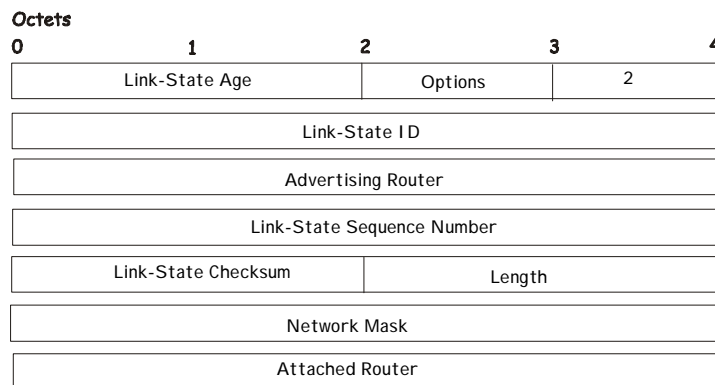 Octets
0 1 2 3 4
Link-State Age Options 2
Link-State ID
Advertising Router
Link-State Sequence Number
Link-State Checksum Length
Network Mask
Attached Router